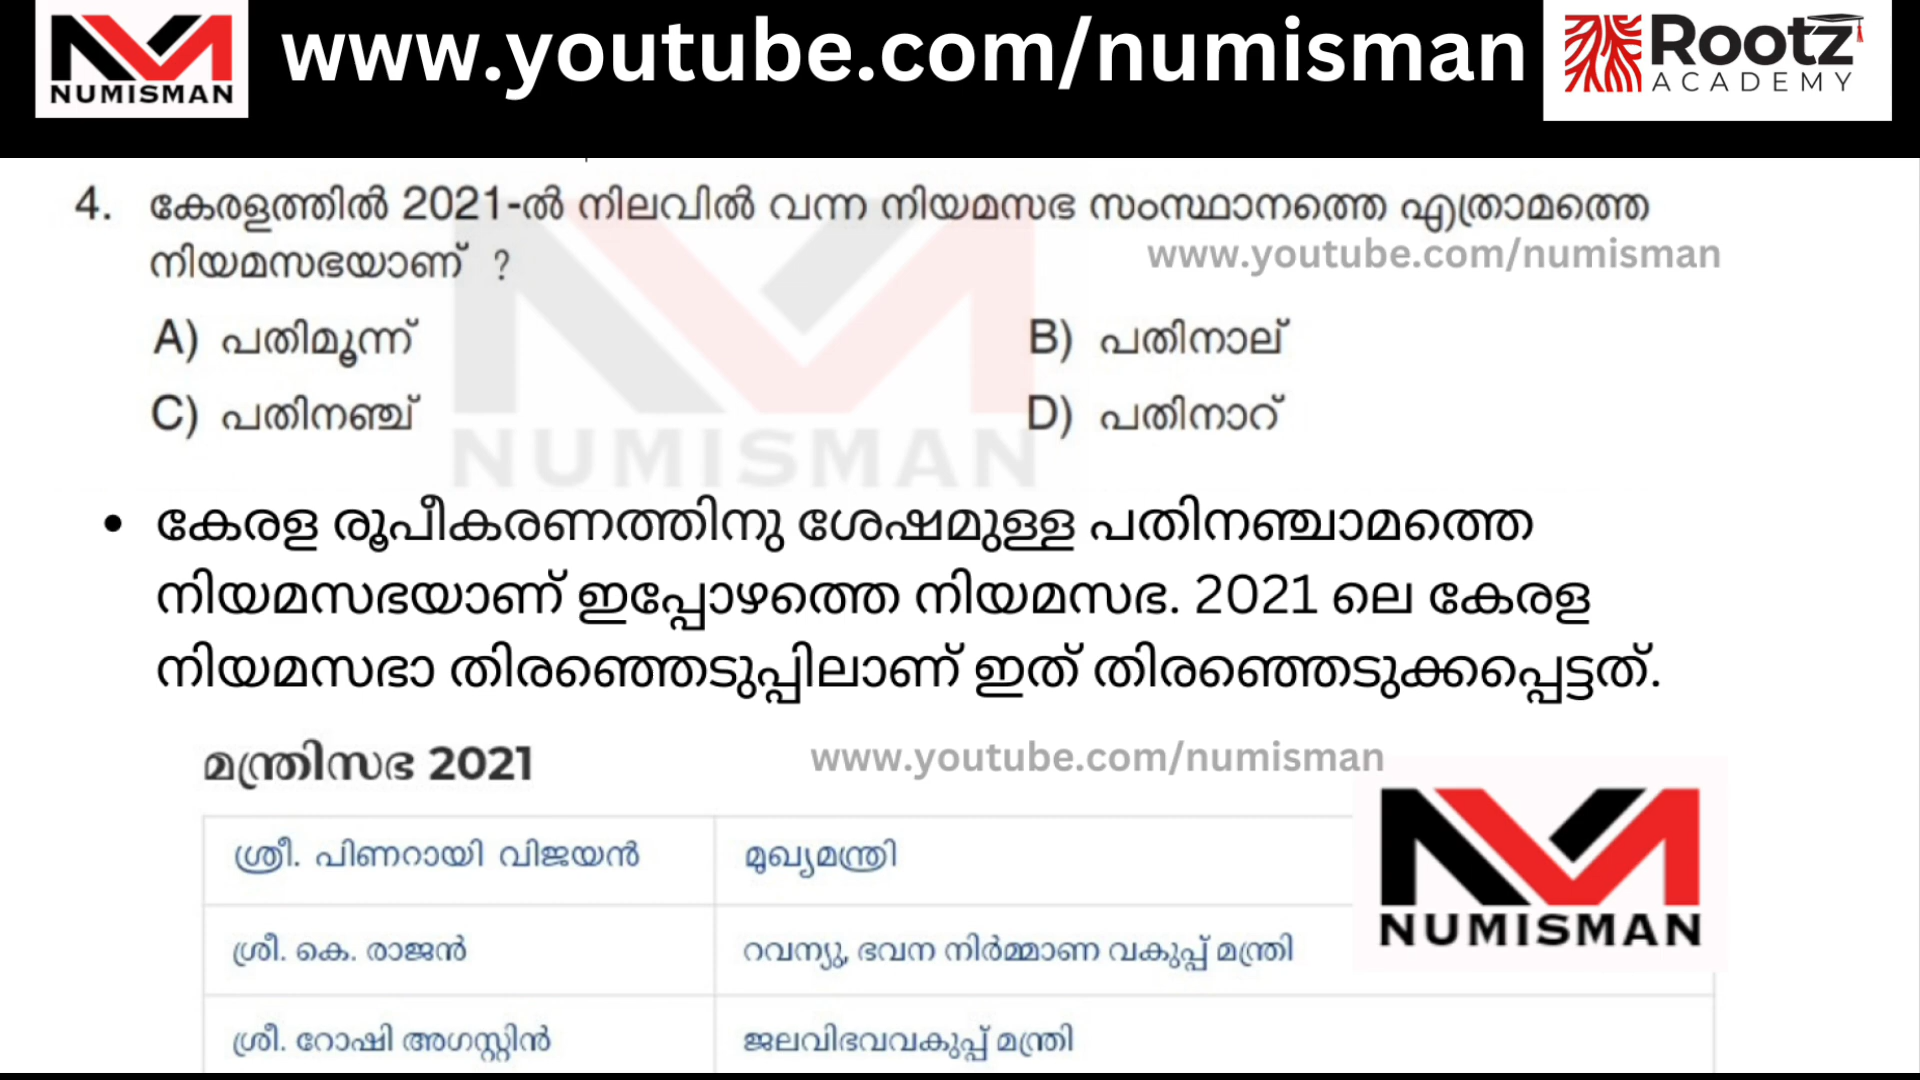 NUMISMAN
www.youtube.com/numisman
Rootz
ACADEMY
4. കേരളത്തിൽ 2021-ൽ നിലവിൽ വന്ന നിയമസഭ സംസ്ഥാനത്തെ എത്രാമത്തെ
നിയമസഭയാണ് ?
www.youtube.com/numisman
A) പതിമൂന്ന്
B) പതിനാല്
C) പതിനഞ്ച്
D) പതിനാറ്
NUMISMAN
• കേരള രൂപീകരണത്തിനു ശേഷമുള്ള പതിനഞ്ചാമത്തെ
നിയമസഭയാണ് ഇപ്പോഴത്തെ നിയമസഭ. 2021 ലെ കേരള
നിയമസഭാ തിരഞ്ഞെടുപ്പിലാണ് ഇത് തിരഞ്ഞെടുക്കപ്പെട്ടത്.
മന്ത്രിസഭ 2021
www.youtube.com/numisman
ശ്രീ. പിണറായി വിജയൻ
മുഖ്യമന്ത്രി
NUMISMAN
ശ്രീ. കെ. രാജൻ
റവന്യു, ഭവന നിർമ്മാണ വകുപ്പ് മന്ത്രി
ശ്രീ. റോഷി അഗസ്റ്റിൻ
ജലവിഭവവകുപ്പ് മന്ത്രി